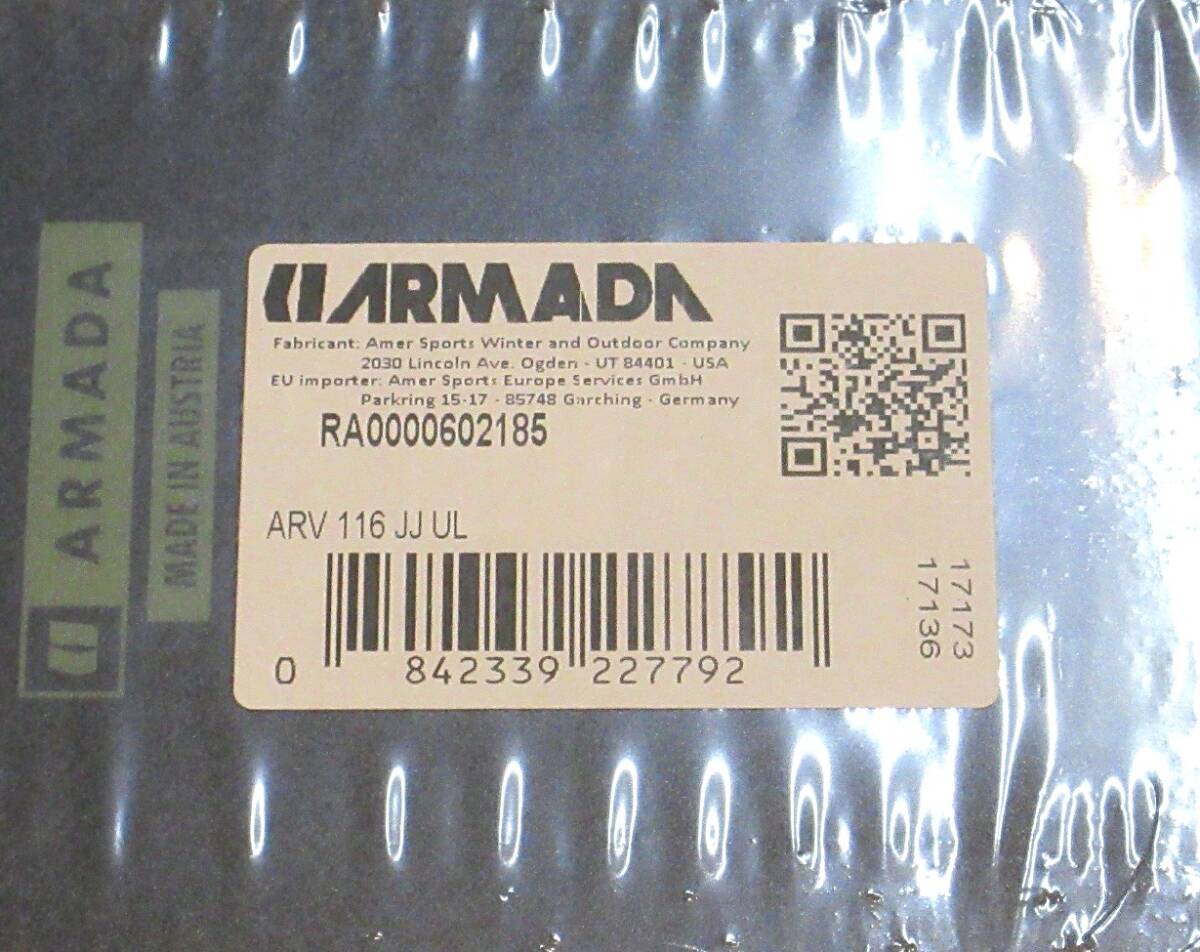 ARMADA
MADE IN AUSTRIA
ARMADA
Fabricant: Amer Sports Winter and Outdoor Company
2030 Lincoln Ave. Ogden - UT 84401 - USA
EU importer: Amer Sports Europe Services GmbH
Parkring 15-17 - 85748 Garching - Germany
RA0000602185
ARV 116 JJ UL
0 842339 227792
17173
17136